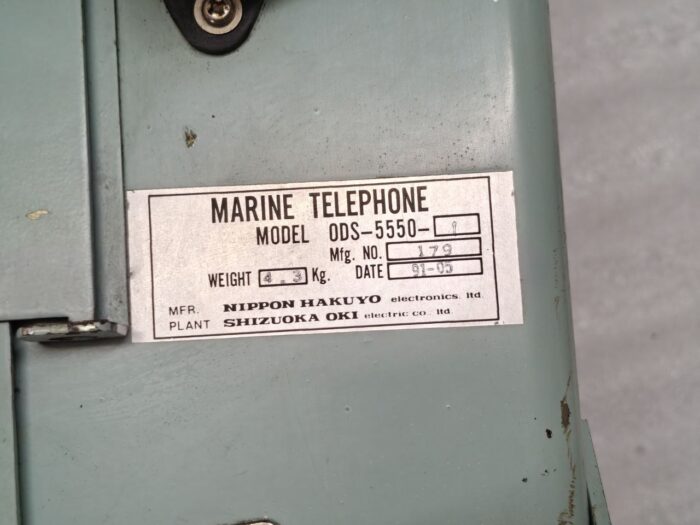 MARINE TELEPHONE
MODEL ODS-5550-1
Mfg. NO. 179
WEIGHT 4.3 Kg. DATE 91-05
MFR. NIPPON HAKUYO electronics. ltd.
PLANT SHIZUOKA OKI electric co., ltd